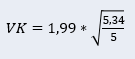 VK = 1,99 * √(5,34/5)